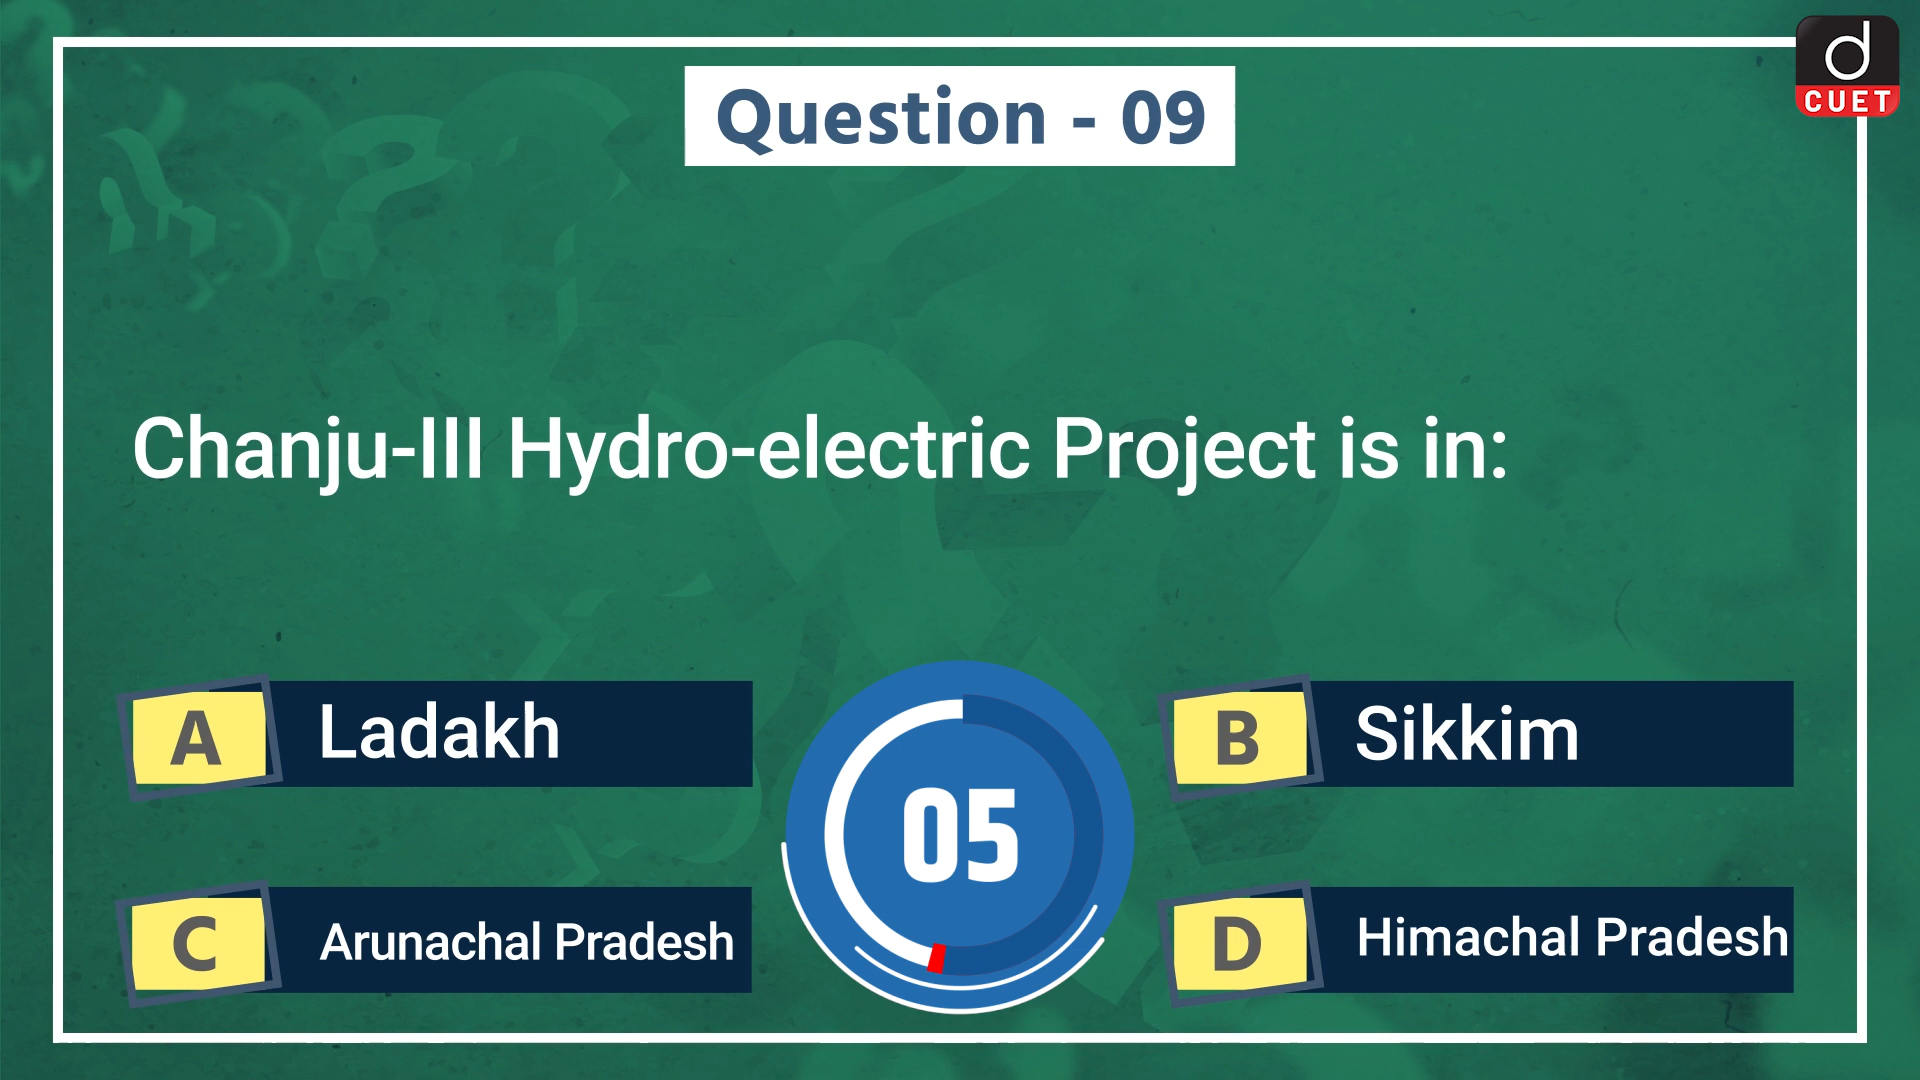 d
CUET
Question - 09
Chanju-III Hydro-electric Project is in:
A Ladakh
B Sikkim
05
C Arunachal Pradesh
D Himachal Pradesh